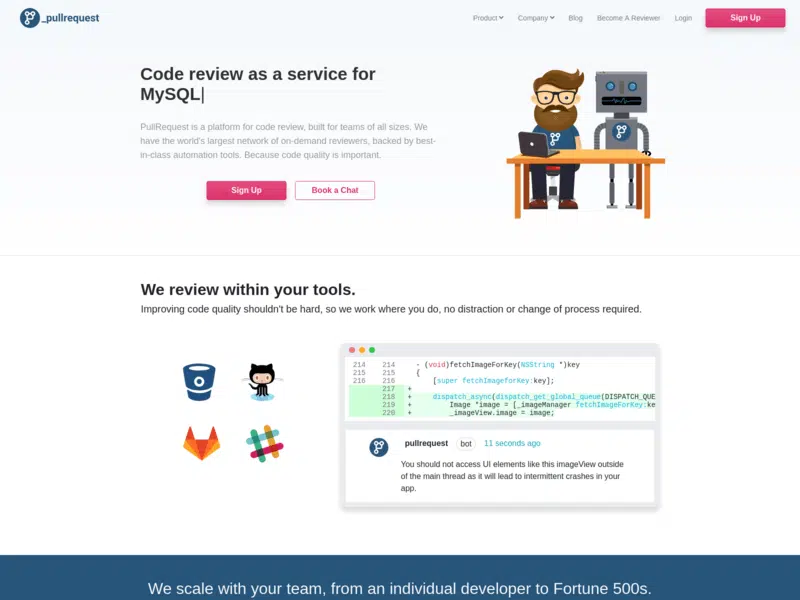 _pullrequest
Product
Company
Blog
Become A Reviewer
Login
Sign Up
Code review as a service for
MySQL|
PullRequest is a platform for code review, built for teams of all sizes. We
have the world's largest network of on-demand reviewers, backed by best-
in-class automation tools. Because code quality is important.
Sign Up
Book a Chat
We review within your tools.
Improving code quality shouldn't be hard, so we work where you do, no distraction or change of process required.
214 214 - (void)fetchImageForKey(NSString *)key
215 215 {
216 216 [super fetchImageforKey:key];
217 +
218 + dispatch_async(dispatch_get_global_queue(DISPATCH_QUE
219 + Image *image = [_imageManager fetchImageForKey:ke
220 + _imageView.image = image;
pullrequest bot 11 seconds ago
You should not access UI elements like this imageView outside
of the main thread as it will lead to intermittent crashes in your
app.
We scale with your team, from an individual developer to Fortune 500s.